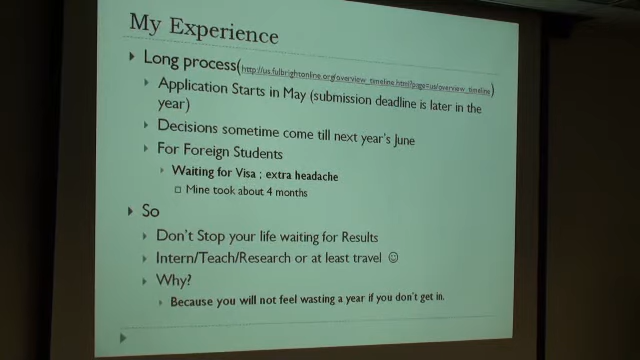 My Experience
Long process(http://us.fulbrightonline.org/overview_timeline.html?pageus/overview_timeline)
Application Starts in May (submission deadline is later in the
year)
Decisions sometime come till next year's June
For Foreign Students
Waiting for Visa ; extra headache
Mine took about 4 months
So
Don't Stop your life waiting for Results
Intern/Teach/Research or at least travel ☺
Why?
Because you will not feel wasting a year if you don't get in.